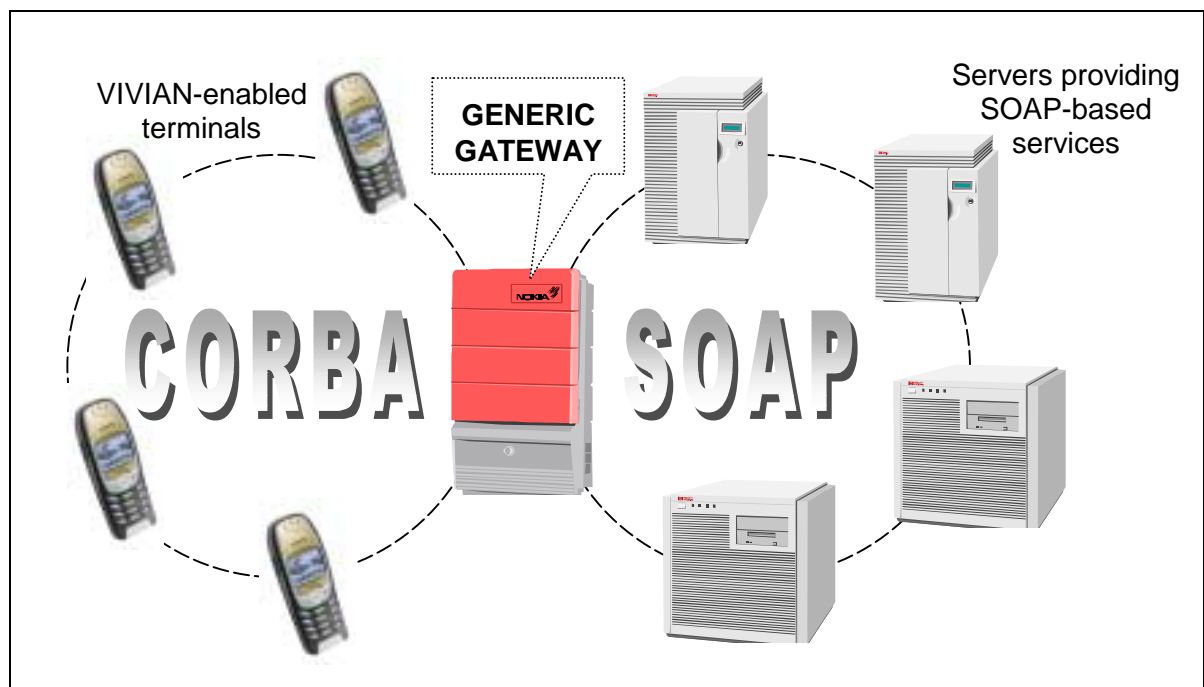 VIVIAN-enabled
terminals
GENERIC
GATEWAY
Servers providing
SOAP-based
services
NOKIA
CORBA
SOAP